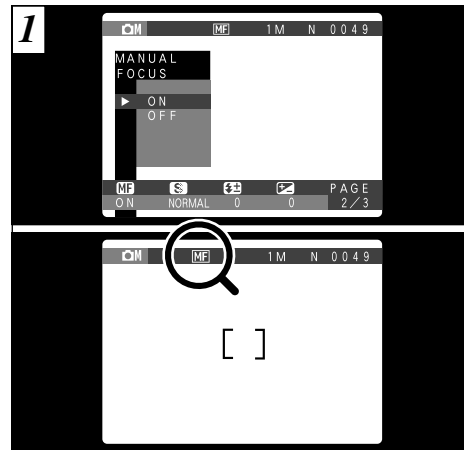 1
M MF 1M N 0049
MANUAL
FOCUS
ON
OFF
MF S
ON NORMAL 0 0 PAGE 2/3
M MF 1M N 0049